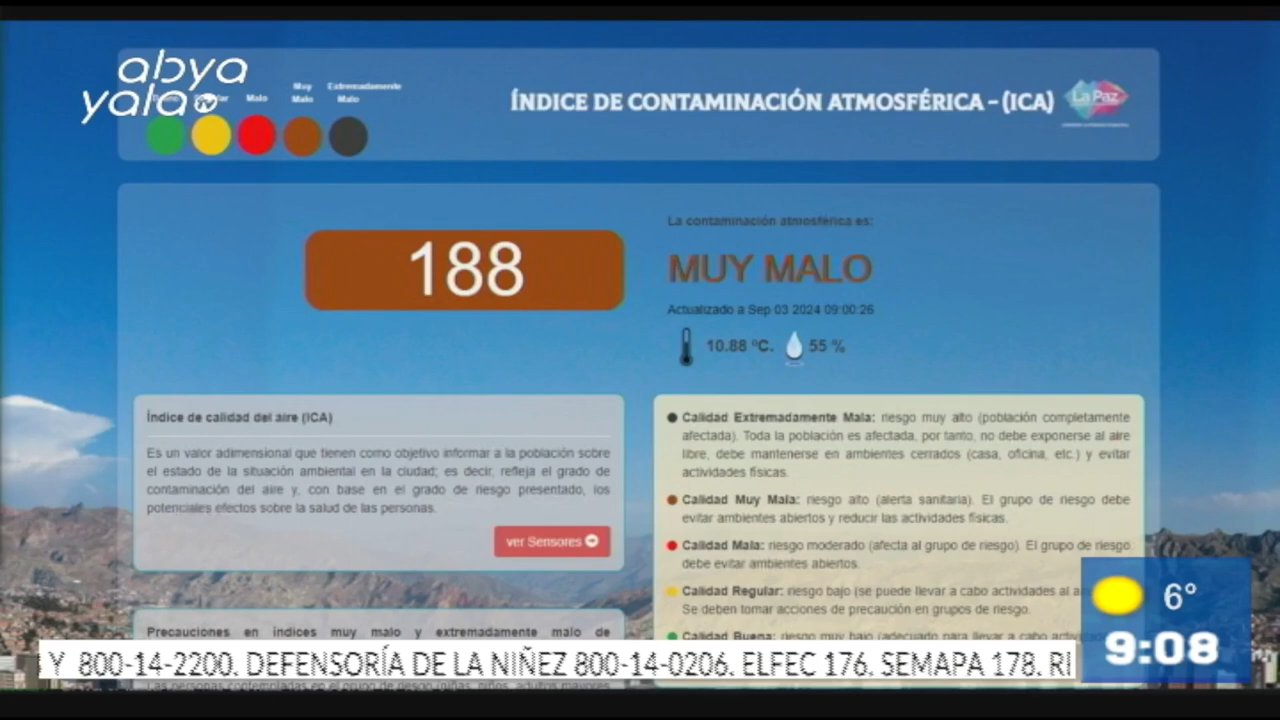 abya
yala tv
Malo
Muy
Malo
Extremadamente
Malo
ÍNDICE DE CONTAMINACIÓN ATMOSFÉRICA - (ICA)
La Paz
188
La contaminación atmosférica es:
MUY MALO
Actualizado a Sep 03 2024 09:00:26
10.88 ºC.
55 %
Índice de calidad del aire (ICA)
Es un valor adimensional que tienen como objetivo informar a la población sobre
el estado de la situación ambiental en la ciudad; es decir, refleja el grado de
contaminación del aire y, con base en el grado de riesgo presentado, los
potenciales efectos sobre la salud de las personas.
ver Sensores
Precauciones en índices muy malo y extremadamente malo de
Calidad Extremadamente Mala: riesgo muy alto (población completamente
afectada). Toda la población es afectada, por tanto, no debe exponerse al aire
libre, debe mantenerse en ambientes cerrados (casa, oficina, etc.) y evitar
actividades físicas.
Calidad Muy Mala: riesgo alto (alerta sanitaria). El grupo de riesgo debe
evitar ambientes abiertos y reducir las actividades físicas.
Calidad Mala: riesgo moderado (afecta al grupo de riesgo). El grupo de riesgo
debe evitar ambientes abiertos.
Calidad Regular: riesgo bajo (se puede llevar a cabo actividades al
Se deben tomar acciones de precaución en grupos de riesgo.
Calidad Buena: riesgo muy bajo (adecuado para llevar a cabo
6°
9:08
Y 800-14-2200, DEFENSORÍA DE LA NIÑEZ 800-14-0206, ELFEC 176, SEMAPA 178, RI